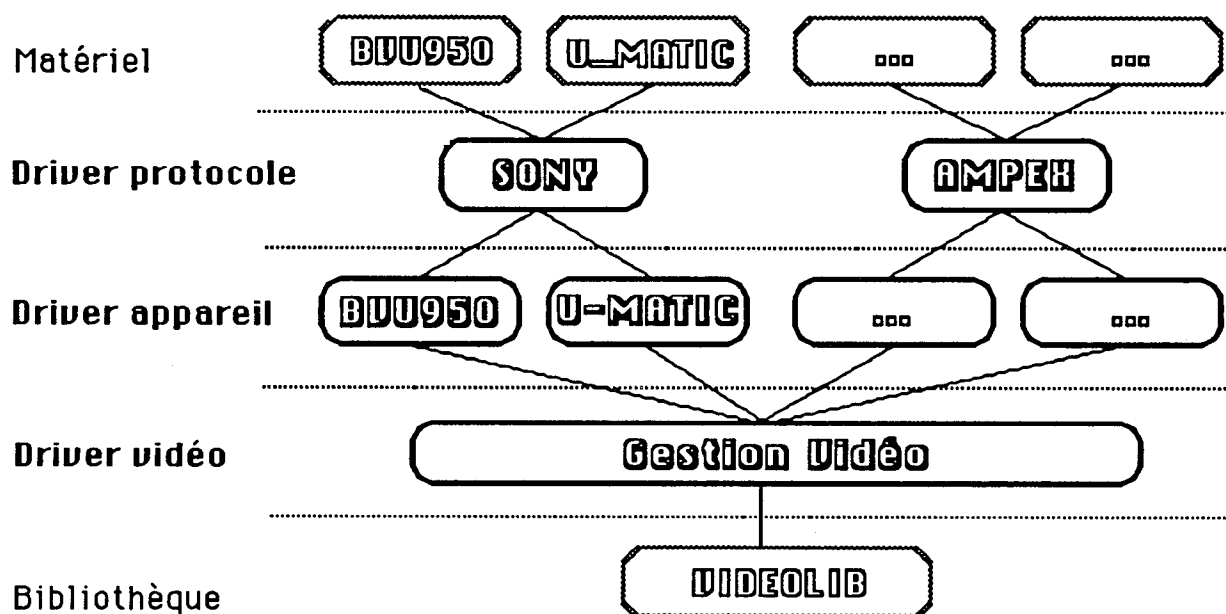 Matériel BVU950 U_MATIC ... ...
Driver protocole SONY AMPEX
Driver appareil BVU950 U-MATIC ... ...
Driver vidéo Gestion Vidéo
Bibliothèque VIDEOLIB